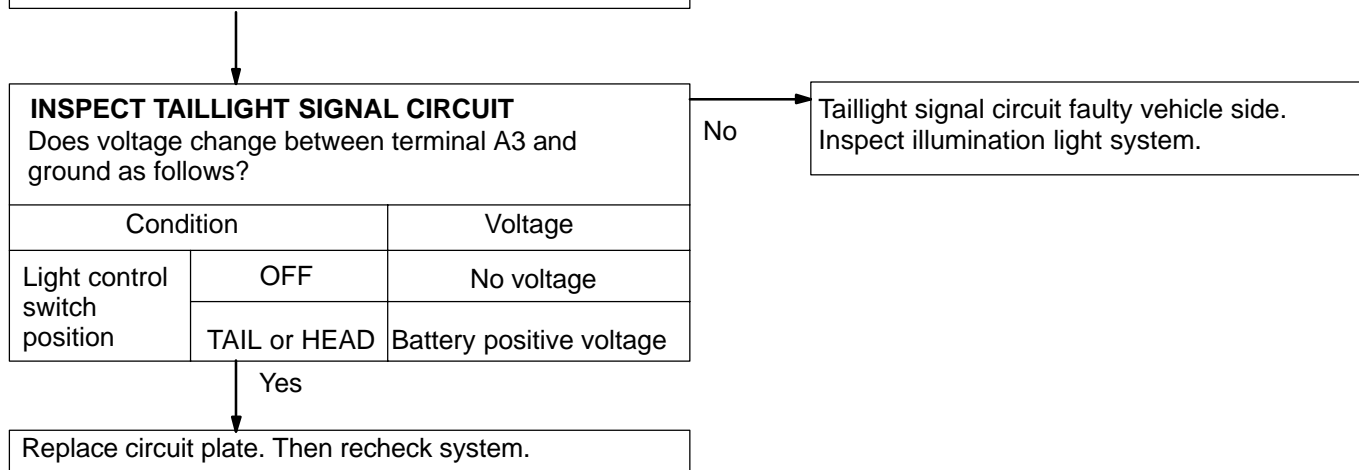 INSPECT TAILLIGHT SIGNAL CIRCUIT
Does voltage change between terminal A3 and
ground as follows?
No
Taillight signal circuit faulty vehicle side.
Inspect illumination light system.
Condition
Voltage
Light control
switch
position
OFF
No voltage
TAIL or HEAD
Battery positive voltage
Yes
Replace circuit plate. Then recheck system.